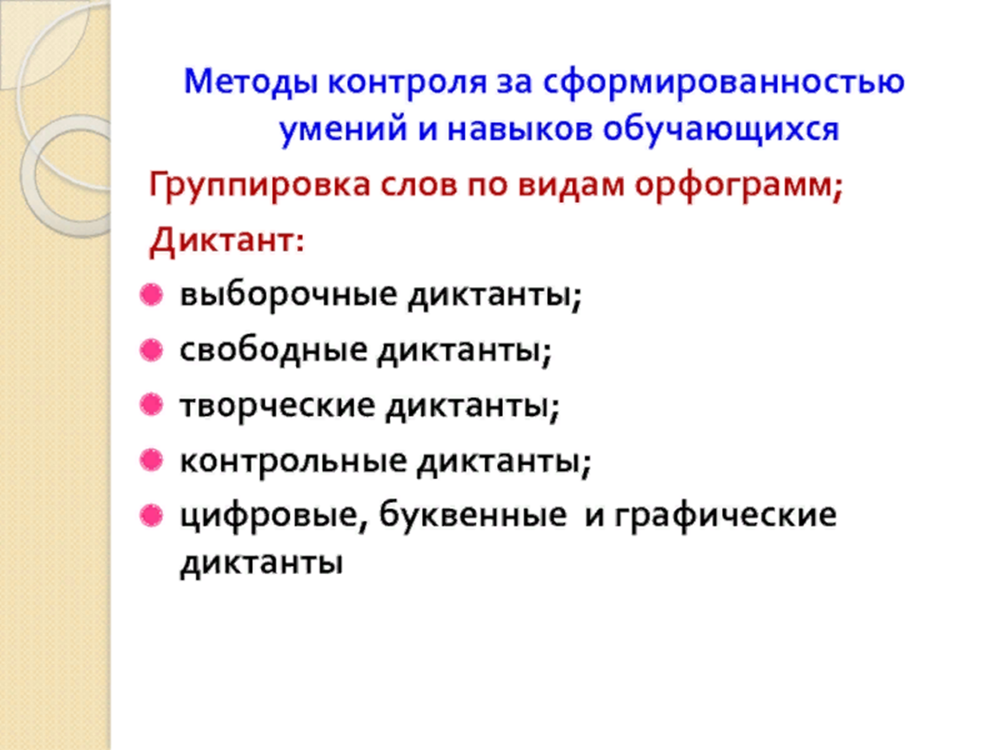 Методы контроля за сформированностью
умений и навыков обучающихся
Группировка слов по видам орфограмм;
Диктант:
выборочные диктанты;
свободные диктанты;
творческие диктанты;
контрольные диктанты;
цифровые, буквенные и графические
диктанты